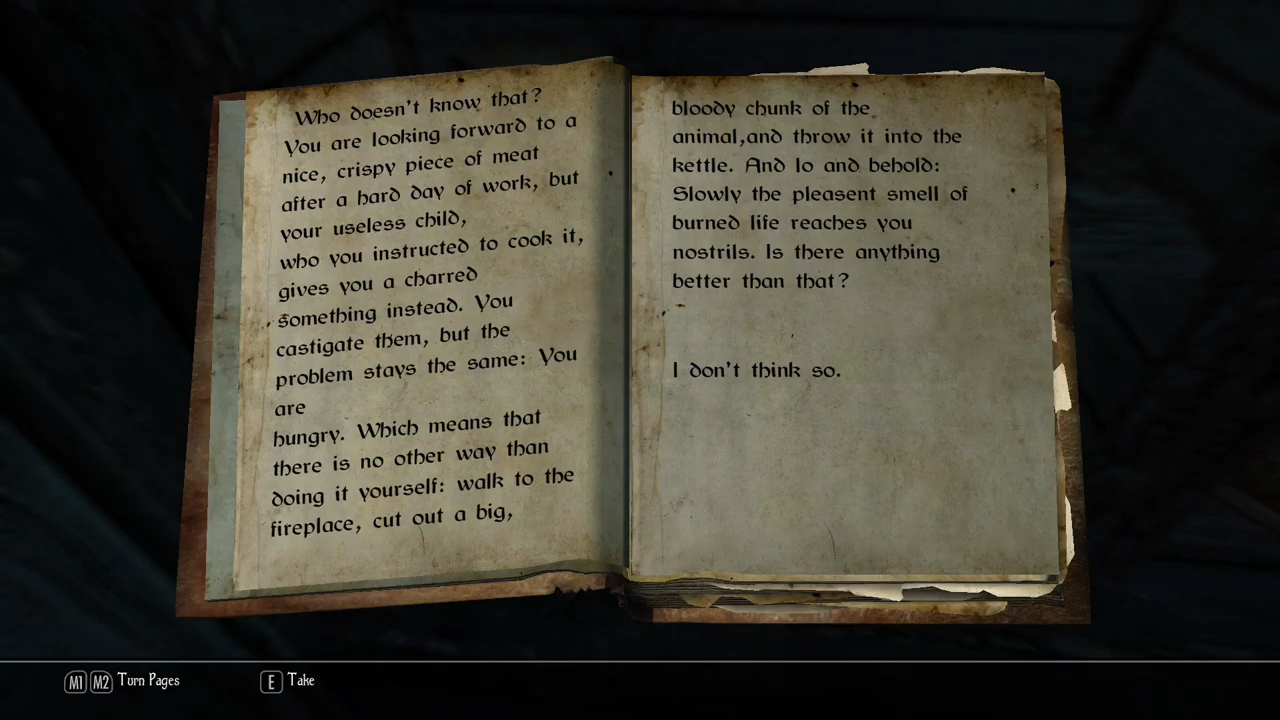 Who doesn't know that?
You are looking forward to a
nice, crispy piece of meat
after a hard day of work, but
your useless child,
who you instructed to cook it,
gives you a charred
something instead. You
castigate them, but the
problem stays the same: You
are
hungry. Which means that
there is no other way than
doing it yourself: walk to the
fireplace, cut out a big,
bloody chunk of the
animal,and throw it into the
kettle. And lo and behold:
Slowly the pleasent smell of
burned life reaches you
nostrils. Is there anything
better than that?
I don't think so.
M1 M2 Turn Pages
E Take